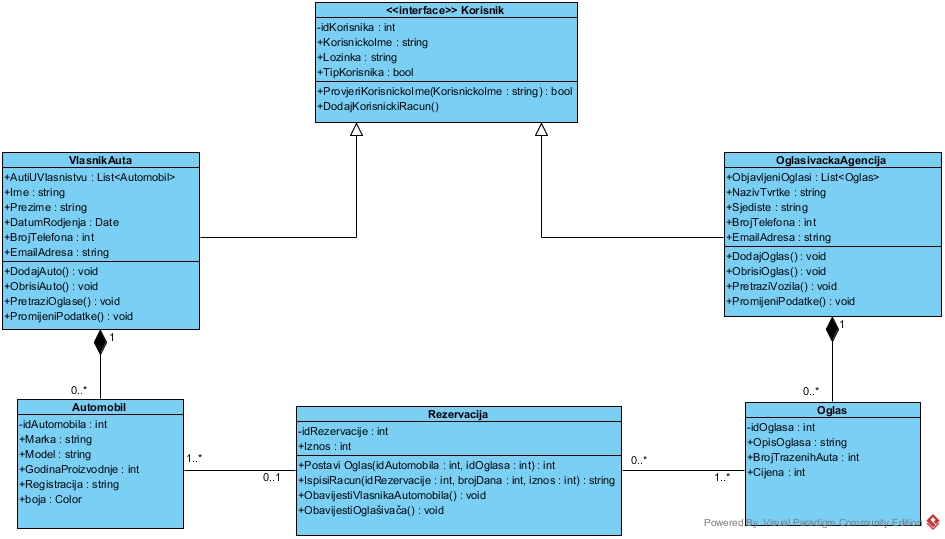 <<interface>> Korisnik
-idKorisnika : int
+KorisnickoIme : string
+Lozinka : string
+TipKorisnika : bool
+ProvjeriKorisnickoIme(KorisnickoIme : string) : bool
+DodajKorisnickiRacun()
VlasnikAuta
+AutiUVlasnistvu : List<Automobil>
+Ime : string
+Prezime : string
+DatumRodjenja : Date
+BrojTelefona : int
+EmailAdresa : string
+DodajAuto() : void
+ObrisiAuto() : void
+PretraziOglase() : void
+PromijeniPodatke() : void
OglasivackaAgencija
+ObjavljeniOglasi : List<Oglas>
+NazivTvrtke : string
+Sjediste : string
+BrojTelefona : int
+EmailAdresa : string
+DodajOglas() : void
+ObrisiOglas() : void
+PretraziVozila() : void
+PromijeniPodatke() : void
1
0..*
1
0..*
Automobil
-idAutomobila : int
+Marka : string
+Model : string
+GodinaProizvodnje : int
+Registracija : string
+boja : Color
1..*
0..1
Rezervacija
-idRezervacije : int
+Iznos : int
+Postavi Oglas(idAutomobila : int, idOglasa : int) : int
+IspisiRacun(idRezervacije : int, brojDana : int, iznos : int) : string
+ObavijestiVlasnikaAutomobila() : void
+ObavijestiOglašivača() : void
0..*
1..*
Oglas
-idOglasa : int
+OpisOglasa : string
+BrojTrazenihAuta : int
+Cijena : int
Powered By Visual Paradigm Community Edition